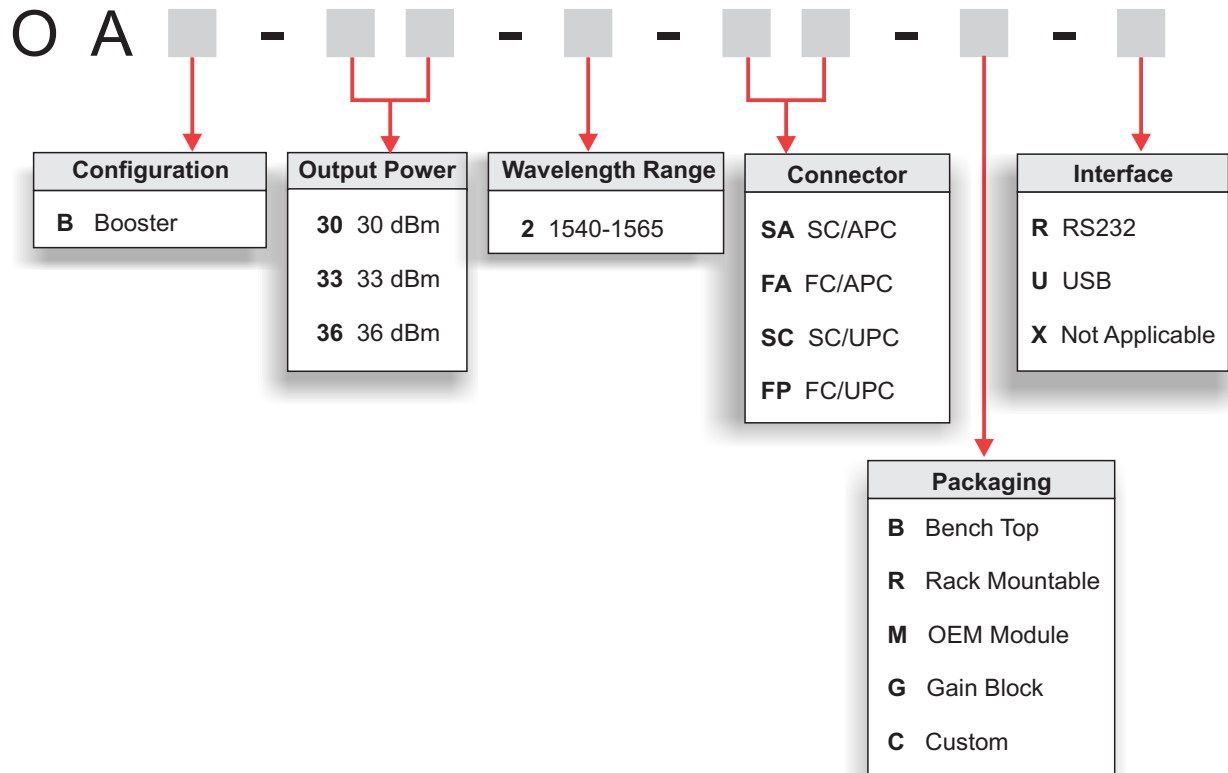 O A - - - - -
Configuration
B Booster
Output Power
30 30 dBm
33 33 dBm
36 36 dBm
Wavelength Range
2 1540-1565
Connector
SA SC/APC
FA FC/APC
SC SC/UPC
FP FC/UPC
Interface
R RS232
U USB
X Not Applicable
Packaging
B Bench Top
R Rack Mountable
M OEM Module
G Gain Block
C Custom